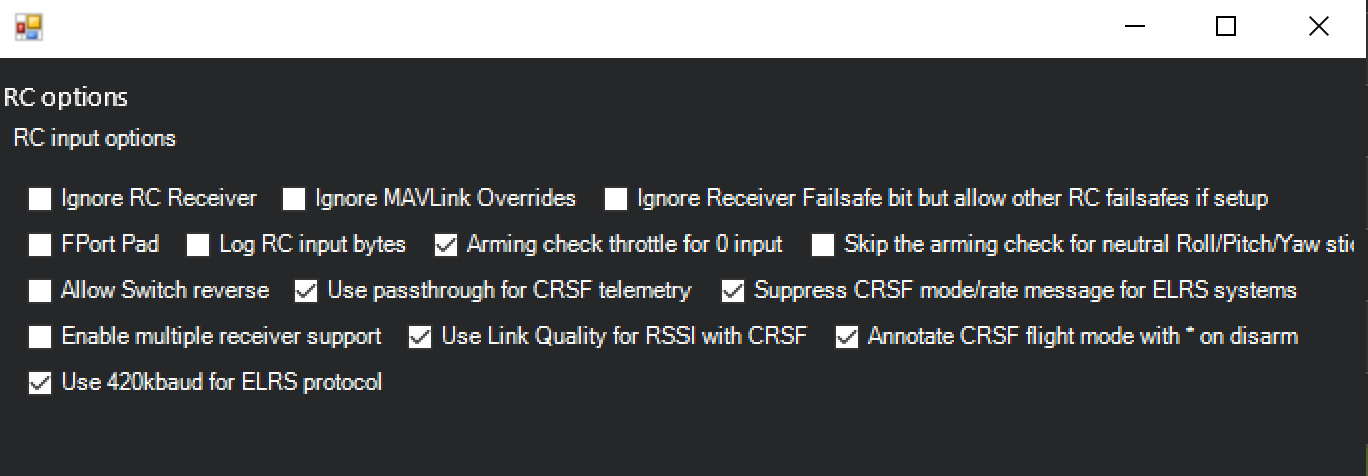 RC options
RC input options
Ignore RC Receiver Ignore MAVLink Overrides Ignore Receiver Failsafe bit but allow other RC failsafes if setup
FPort Pad Log RC input bytes Arming check throttle for 0 input Skip the arming check for neutral Roll/Pitch/Yaw
Allow Switch reverse Use passthrough for CRSF telemetry Suppress CRSF mode/rate message for ELRS systems
Enable multiple receiver support Use Link Quality for RSSI with CRSF Annotate CRSF flight mode with * on disarm
Use 420kbaud for ELRS protocol